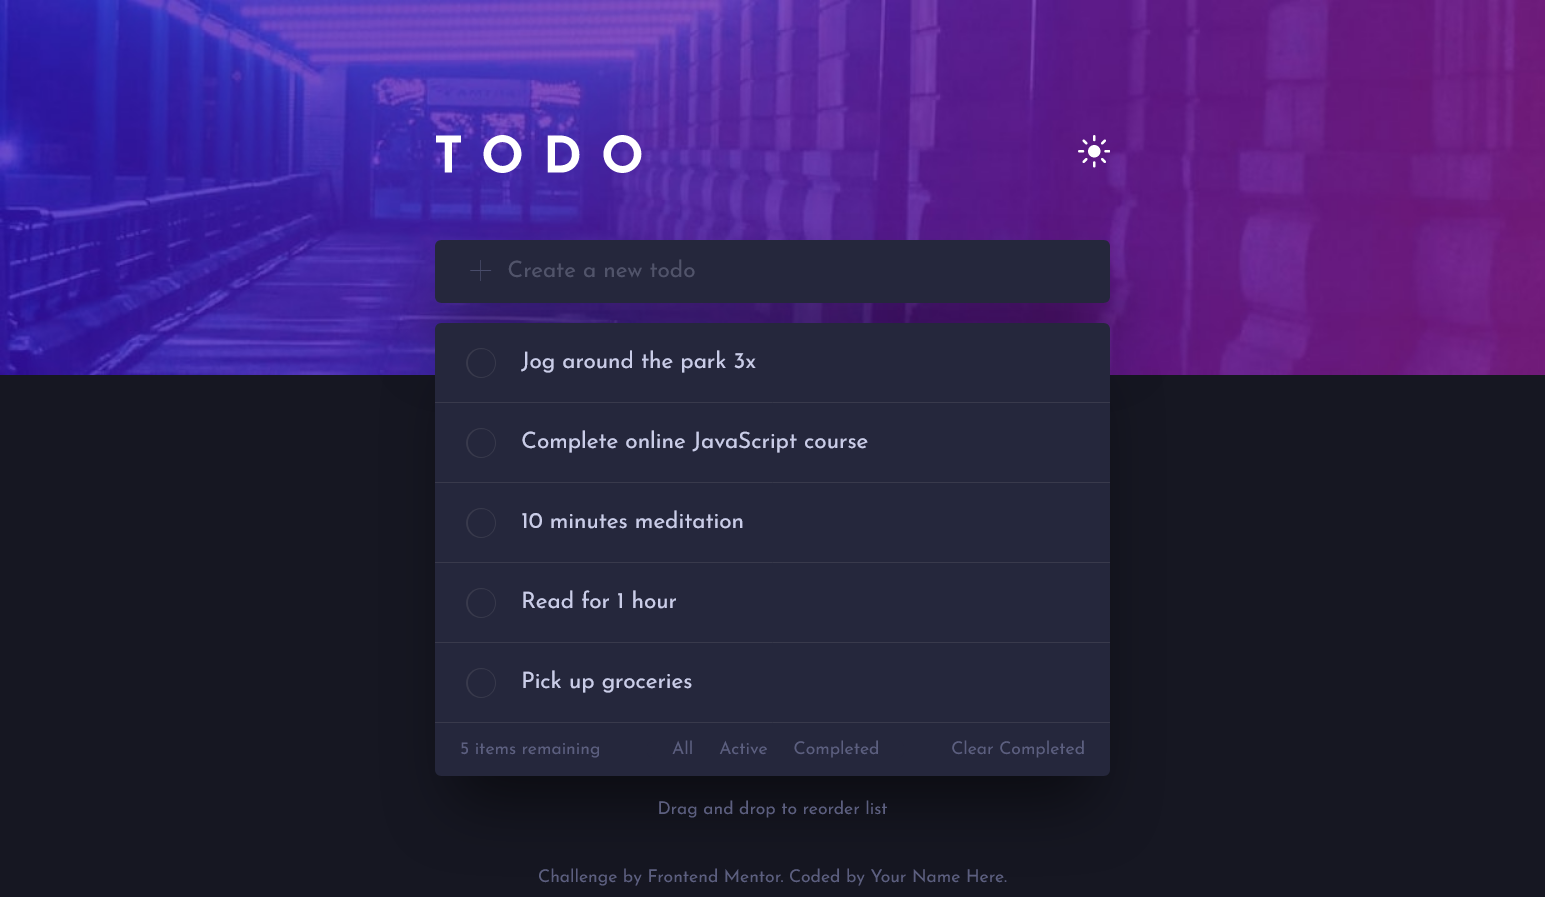 TODO
Create a new todo
Jog around the park 3x
Complete online JavaScript course
10 minutes meditation
Read for 1 hour
Pick up groceries
5 items remaining All Active Completed Clear Completed
Drag and drop to reorder list
Challenge by Frontend Mentor. Coded by Your Name Here.